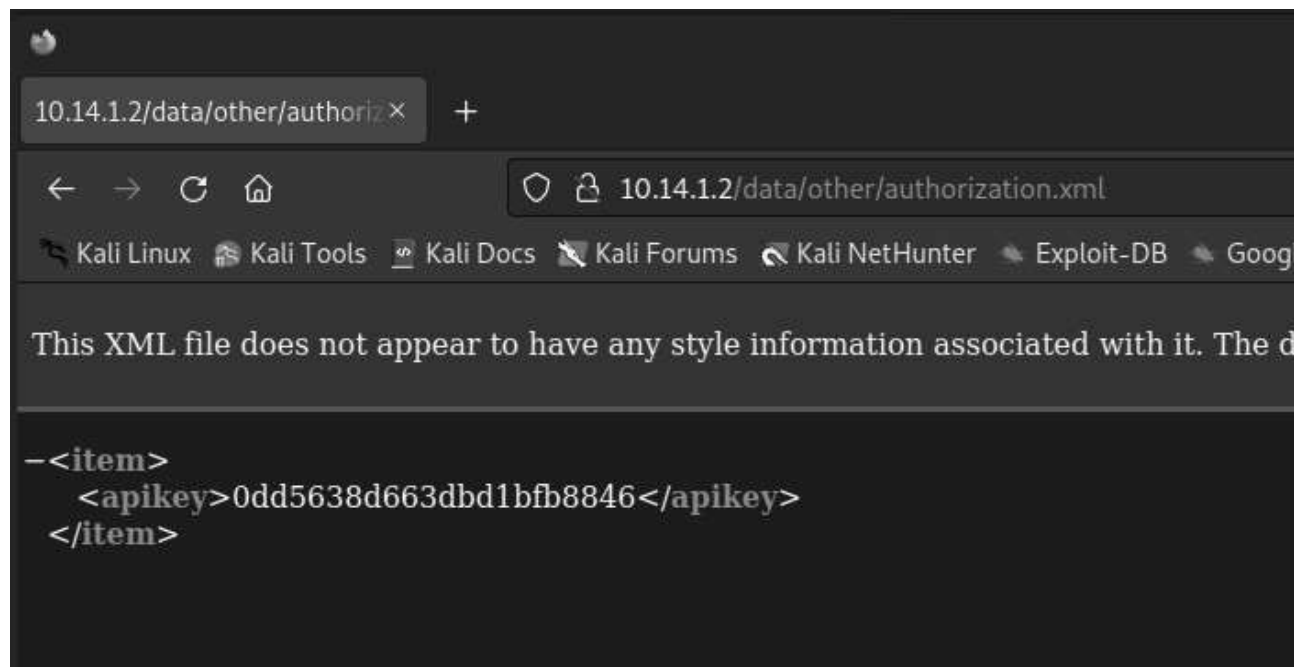 10.14.1.2/data/other/authoriz
10.14.1.2/data/other/authorization.xml
Kali Linux Kali Tools Kali Docs Kali Forums Kali NetHunter Exploit-DB Goog
This XML file does not appear to have any style information associated with it. The d
−<item>
<apikey>0dd5638d663dbd1bfb8846</apikey>
</item>